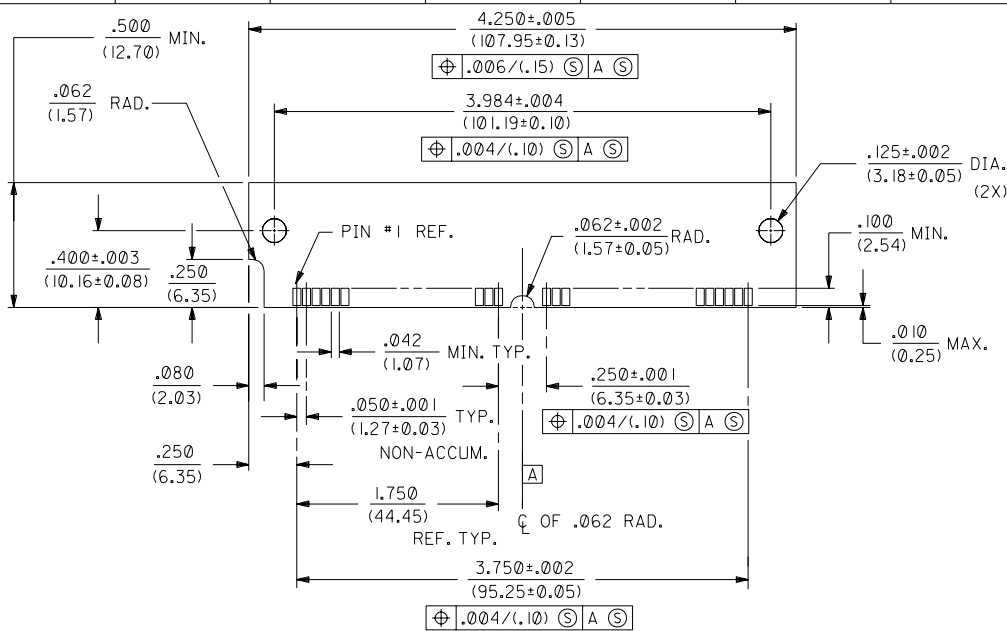 .500
(12.70) MIN.
4.250±.005
(107.95±0.13)
⌖ .006/(.15) Ⓢ A Ⓢ
.062
(1.57) RAD.
3.984±.004
(101.19±0.10)
⌖ .004/(.10) Ⓢ A Ⓢ
.125±.002
(3.18±0.05) DIA.
(2X)
PIN #1 REF.
.062±.002
(1.57±0.05) RAD.
.100
(2.54) MIN.
.400±.003
(10.16±0.08)
.250
(6.35)
.010
(0.25) MAX.
.042
(1.07) MIN. TYP.
.080
(2.03)
.050±.001
(1.27±0.03) TYP.
NON-ACCUM.
.250±.001
(6.35±0.03)
⌖ .004/(.10) Ⓢ A Ⓢ
.250
(6.35)
A
1.750
(44.45)
REF. TYP.
℄ OF .062 RAD.
3.750±.002
(95.25±0.05)
⌖ .004/(.10) Ⓢ A Ⓢ